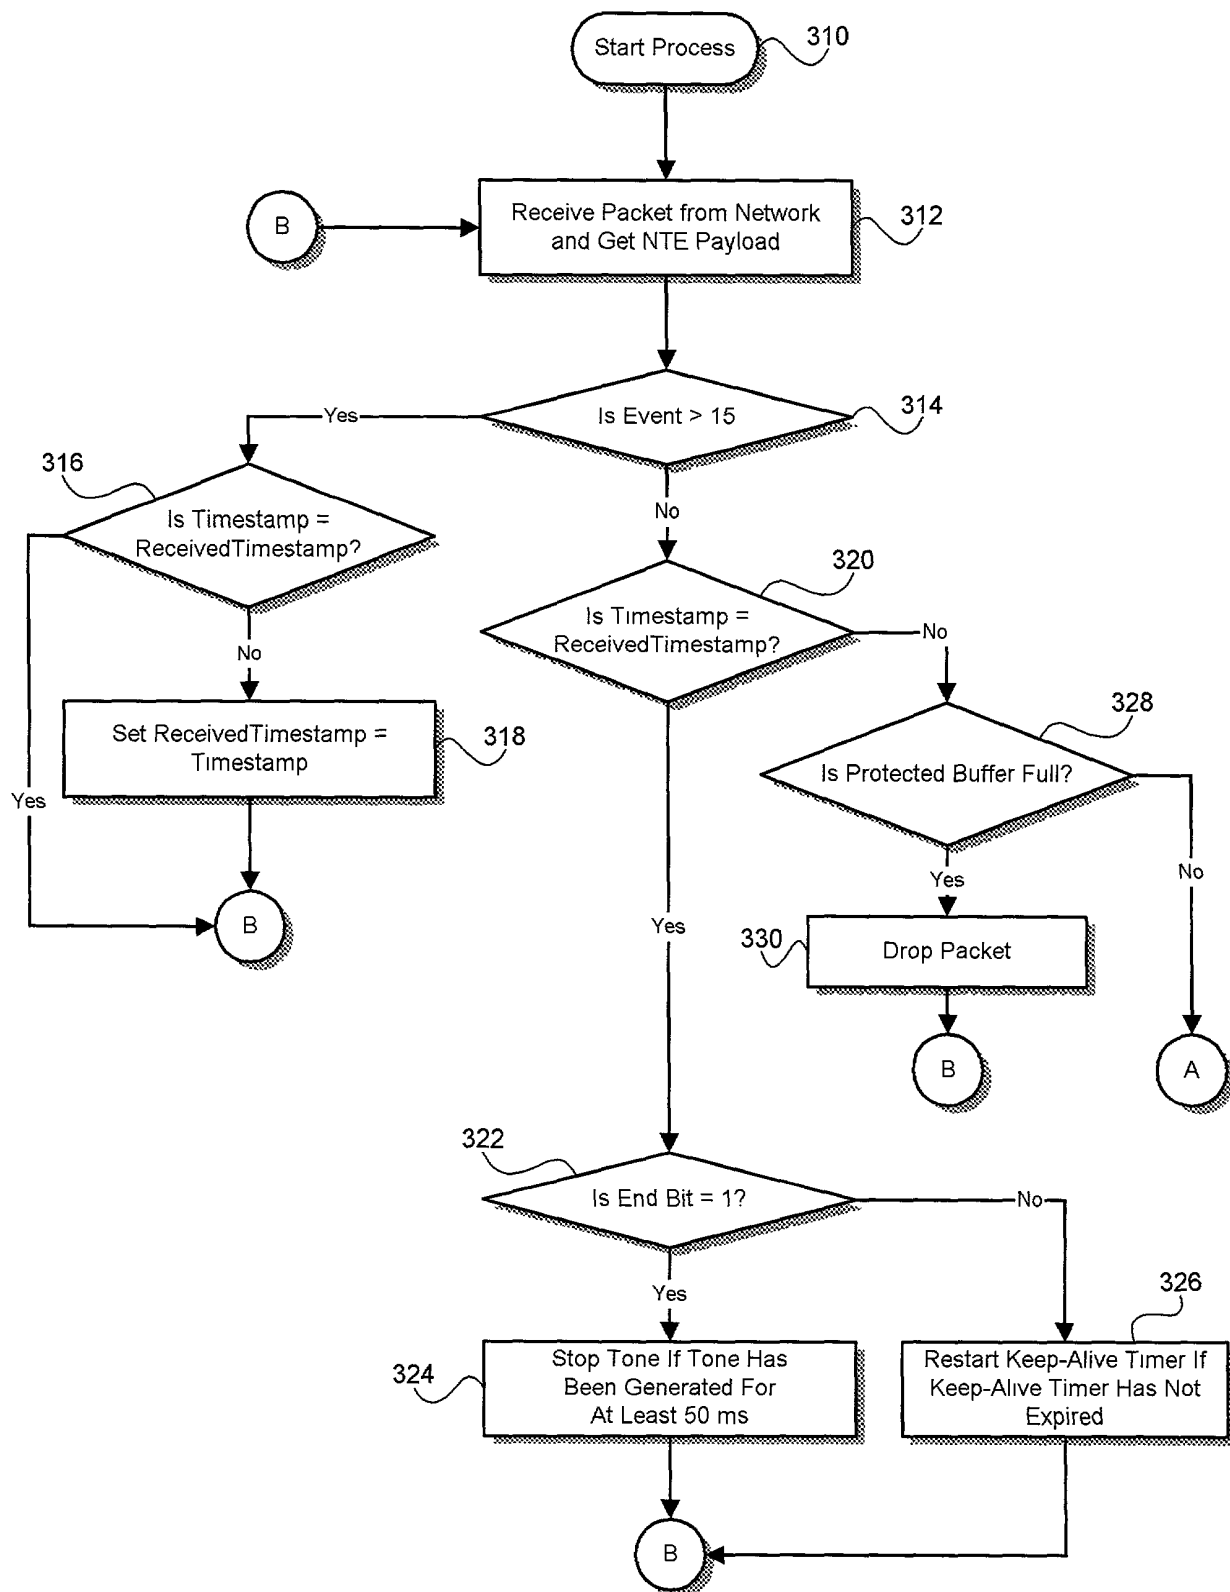 Start Process
310
B
Receive Packet from Network
and Get NTE Payload
312
Is Event > 15
314
Yes
No
316
Is Timestamp =
ReceivedTimestamp?
320
Is Timestamp =
ReceivedTimestamp?
No
No
328
Is Protected Buffer Full?
Set ReceivedTimestamp =
Timestamp
318
Yes
No
Yes
330
Drop Packet
B
Yes
B
A
322
Is End Bit = 1?
No
Yes
326
324
Stop Tone If Tone Has
Been Generated For
At Least 50 ms
Restart Keep-Alive Timer If
Keep-Alive Timer Has Not
Expired
B